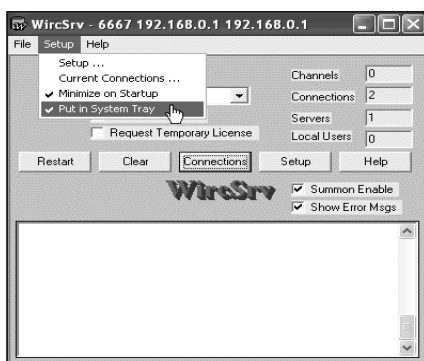 WircSrv - 6667 192.168.0.1 192.168.0.1
File Setup Help
Setup ...
Current Connections ...
Minimize on Startup
Put in System Tray
Channels 0
Connections 2
Servers 1
Local Users 0
Request Temporary License
Restart Clear Connections Setup Help
WircSrv
Summon Enable
Show Error Msgs